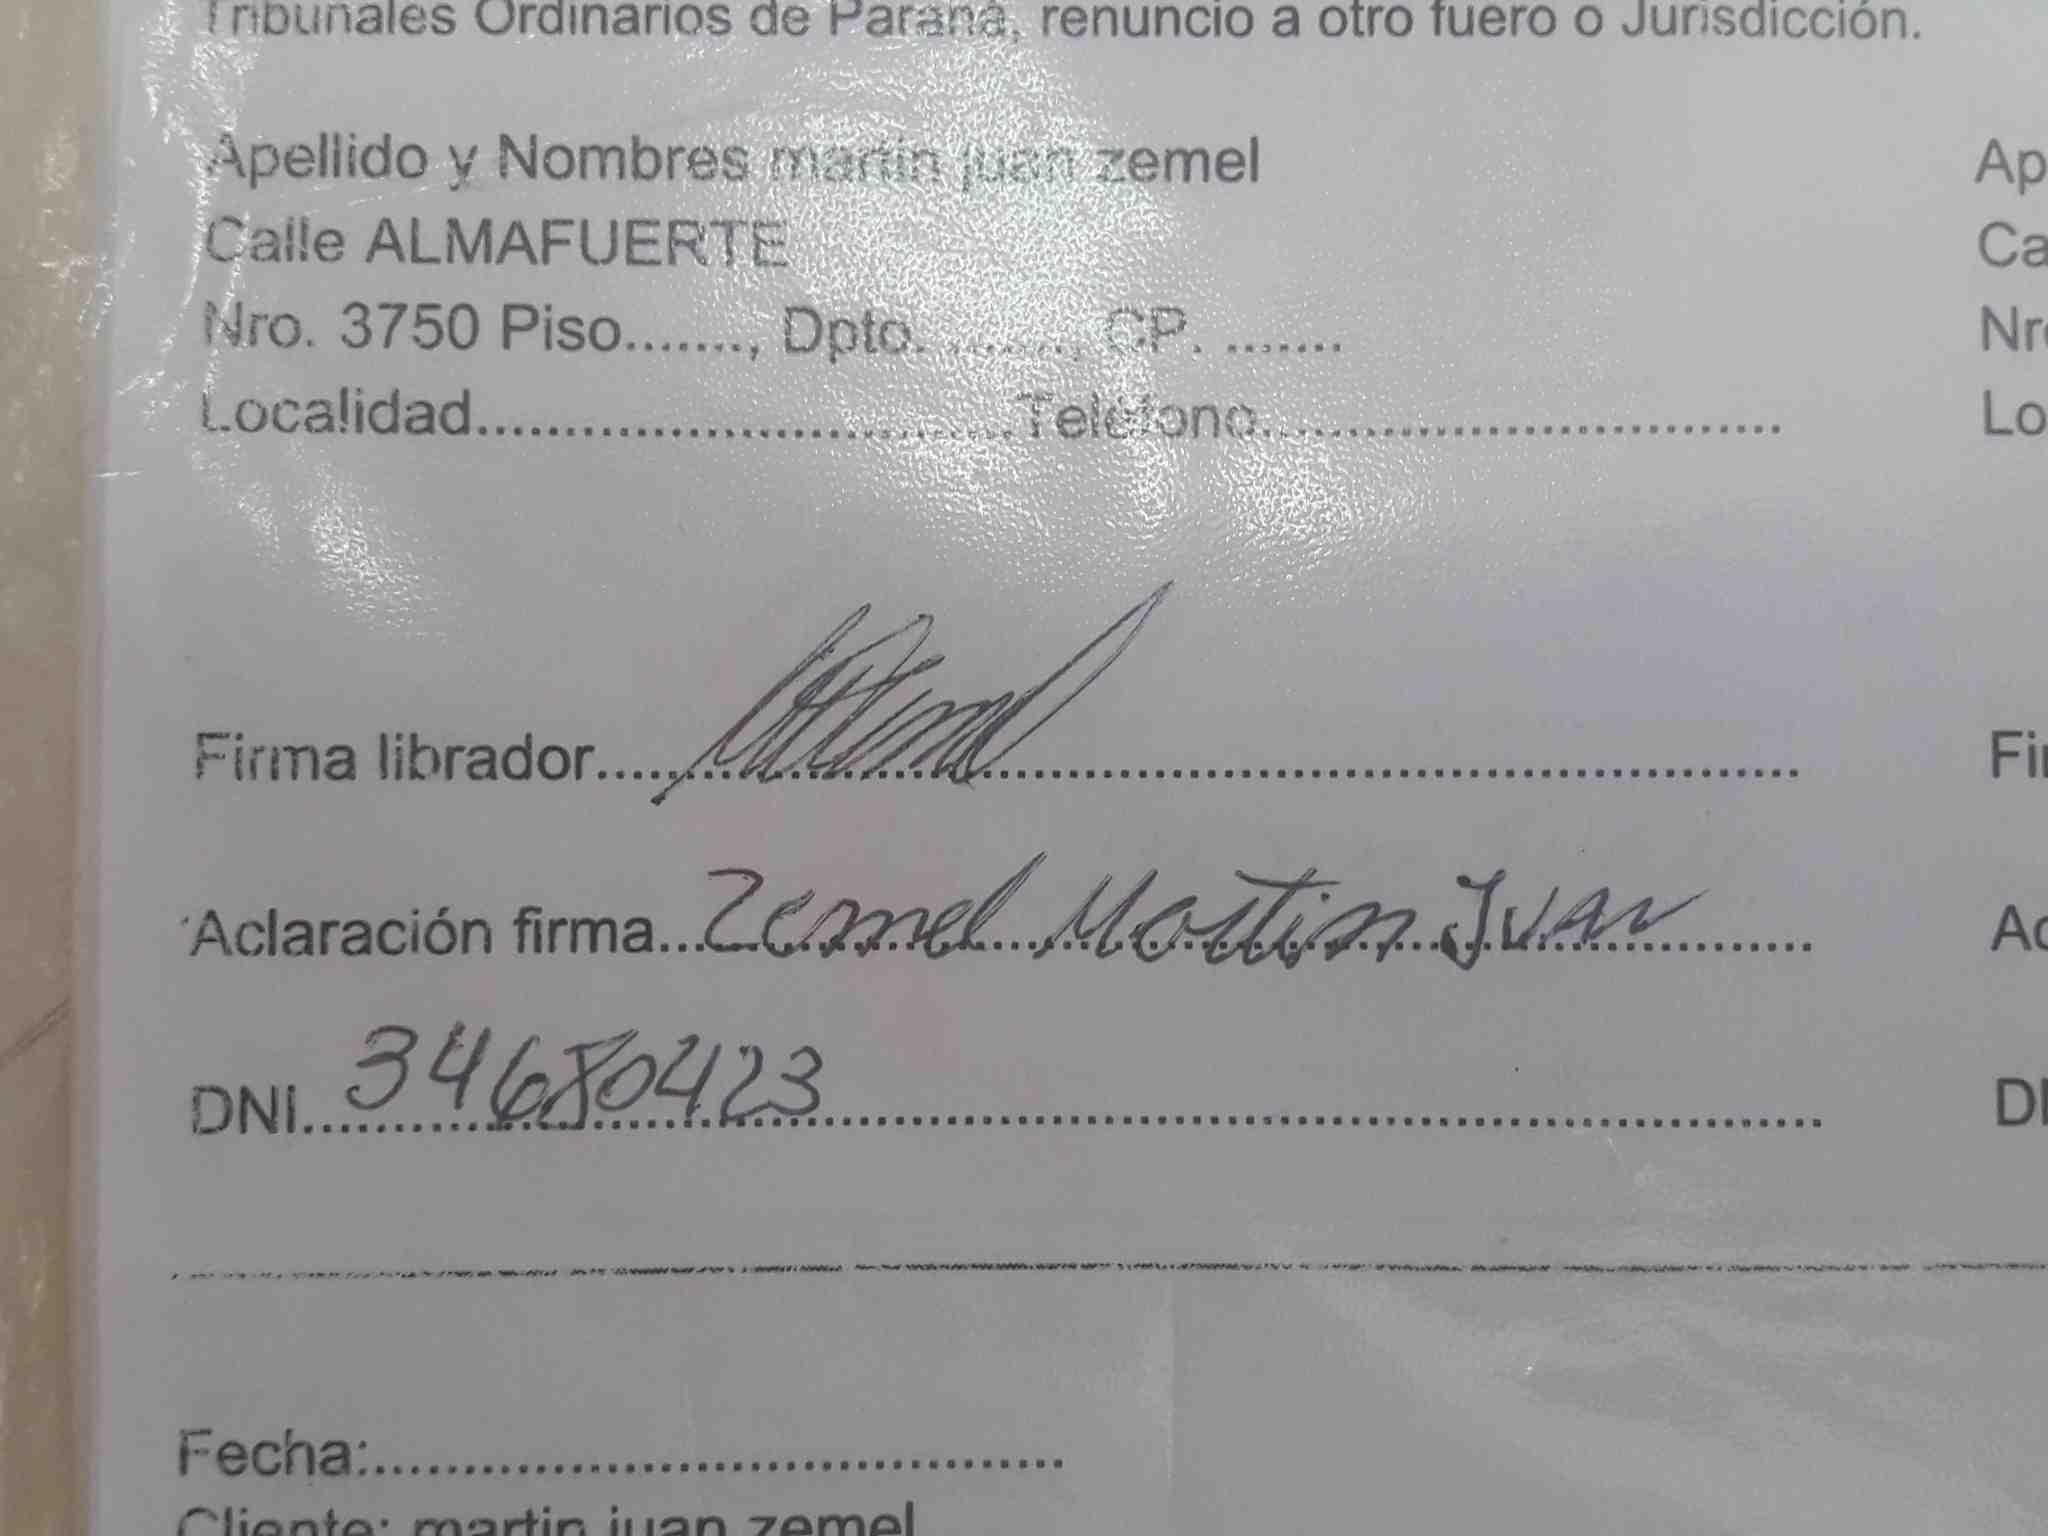 Tribunales Ordinarios de Paraná, renuncio a otro fuero o Jurisdicción.
Apellido y Nombres martin juan zemel
Calle ALMAFUERTE
Nro. 3750 Piso......., Dpto. ......., CP. .......
Localidad..............................Teléfono..............................
Firma librador..............................
Aclaración firma...Zemel Martin Juan
DNI...34680423
Fecha:..............................
Cliente: martin juan zemel
Ap
Ca
Nro
Lo
Fi
Ac